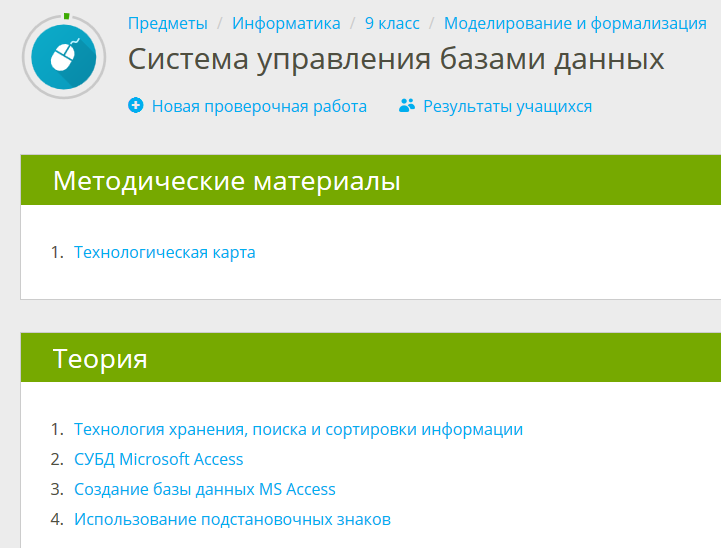 Предметы / Информатика / 9 класс / Моделирование и формализация
Система управления базами данных
Новая проверочная работа Результаты учащихся
Методические материалы
1. Технологическая карта
Теория
1. Технология хранения, поиска и сортировки информации
2. СУБД Microsoft Access
3. Создание базы данных MS Access
4. Использование подстановочных знаков